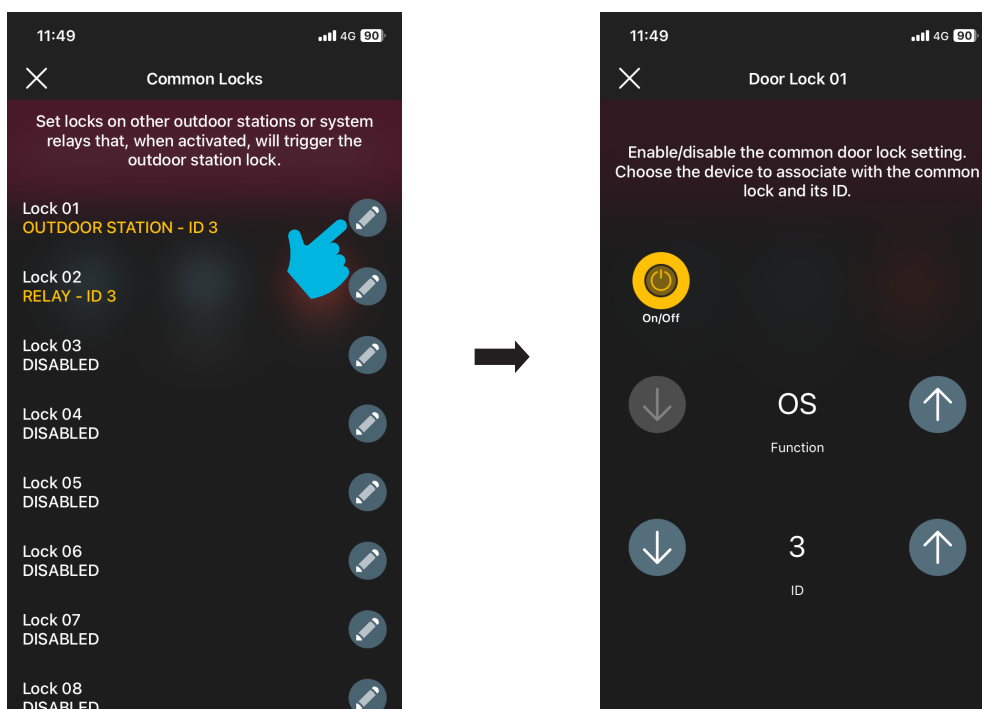 11:49
4G 90
Common Locks
Set locks on other outdoor stations or system
relays that, when activated, will trigger the
outdoor station lock.
Lock 01
OUTDOOR STATION - ID 3
Lock 02
RELAY - ID 3
Lock 03
DISABLED
Lock 04
DISABLED
Lock 05
DISABLED
Lock 06
DISABLED
Lock 07
DISABLED
Lock 08
DISABLED
11:49
4G 90
Door Lock 01
Enable/disable the common door lock setting.
Choose the device to associate with the common
lock and its ID.
On/Off
OS
Function
3
ID